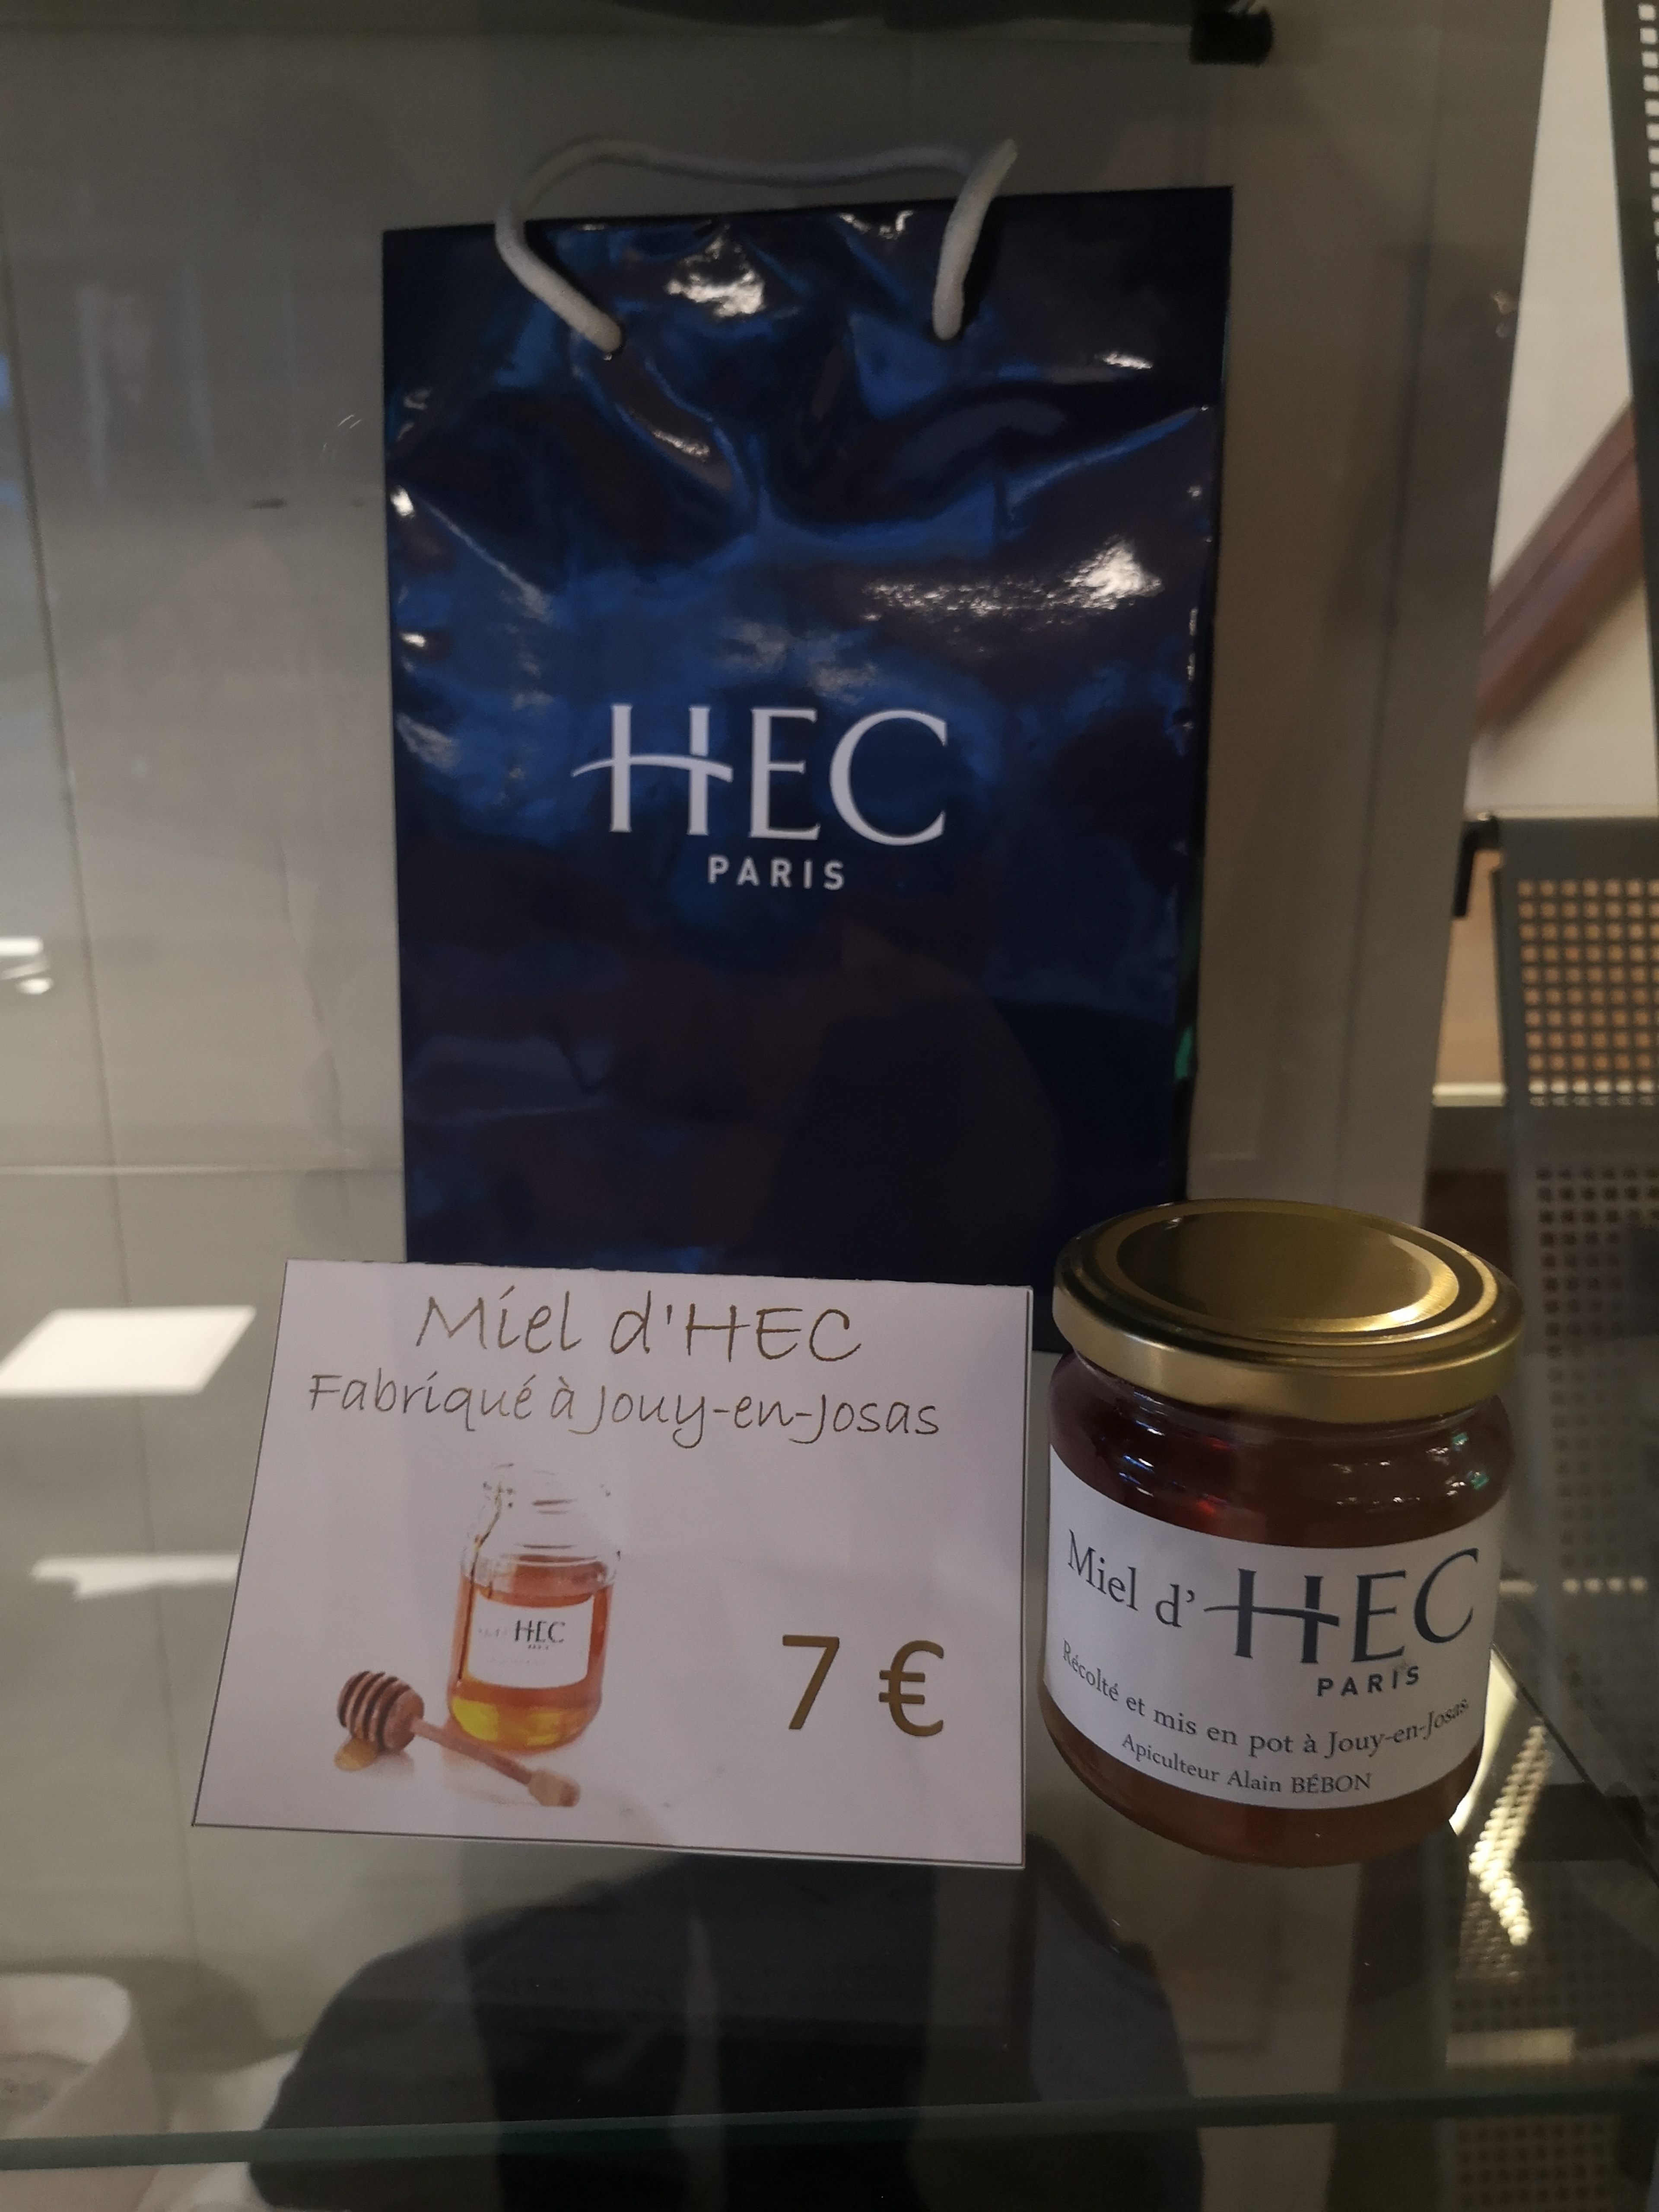 HEC
PARIS
Miel d'HEC
Fabriqué à Jouy-en-Josas
HEC
7 €
Miel d'HEC
PARIS
Récolté et mis en pot à Jouy-en-Josas
Apiculteur Alain BÉBON